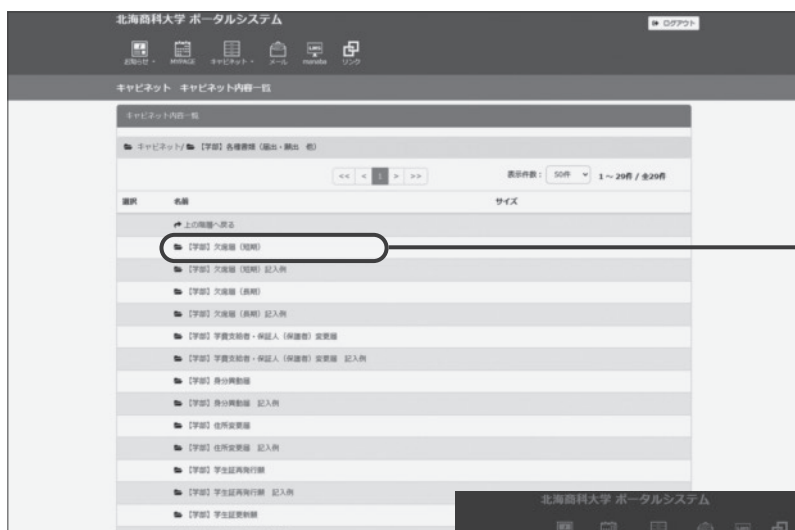 北海商科大学 ポータルシステム
ログアウト
お知らせ
MYPAGE
キャビネット
メール
manaba
リンク
キャビネット キャビネット内容一覧
キャビネット内容一覧
キャビネット/ 【学部】各種書類（届出・願出 他）
<< < 1 > >>
表示件数： 50件 1 ～ 29件 / 全29件
選択 名前 サイズ
上の階層へ戻る
【学部】欠席届（短期）
【学部】欠席届（短期）記入例
【学部】欠席届（長期）
【学部】欠席届（長期）記入例
【学部】学費支給者・保証人（保護者）変更届
【学部】学費支給者・保証人（保護者）変更届 記入例
【学部】身分異動届
【学部】身分異動届 記入例
【学部】住所変更届
【学部】住所変更届 記入例
【学部】学生証再発行願
【学部】学生証再発行願 記入例
【学部】学生証更新願
北海商科大学 ポータルシステム